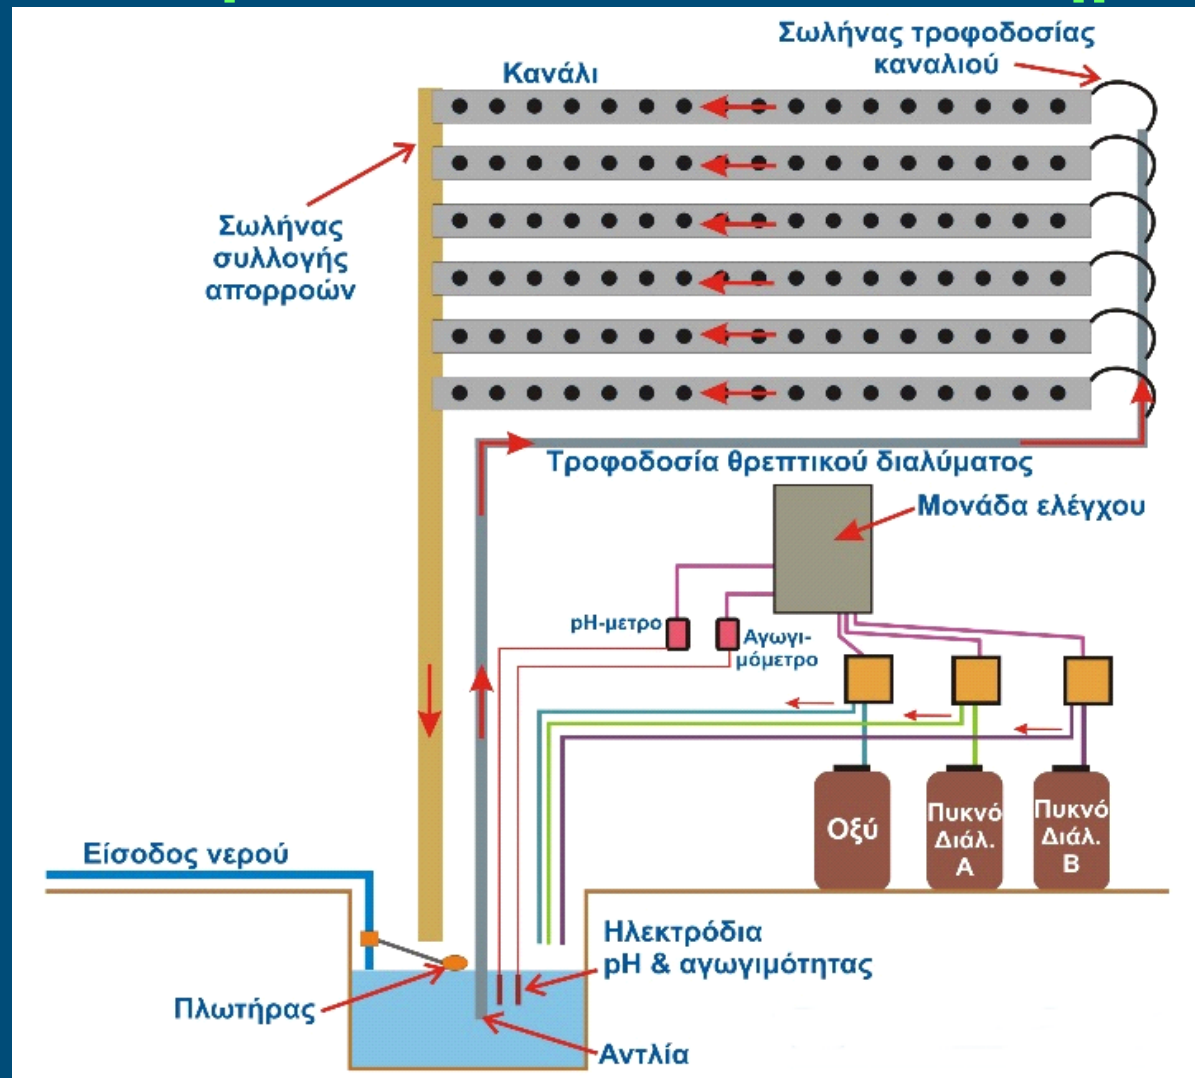 Σωλήνας τροφοδοσίας
καναλιού
Κανάλι
Σωλήνας
συλλογής
απορροών
Τροφοδοσία θρεπτικού διαλύματος
Μονάδα ελέγχου
pH-μετρο
Αγωγι-
μόμετρο
Οξύ
Πυκνό
Διάλ.
A
Πυκνό
Διάλ.
B
Είσοδος νερού
Ηλεκτρόδια
pH & αγωγιμότητας
Πλωτήρας
Αντλία